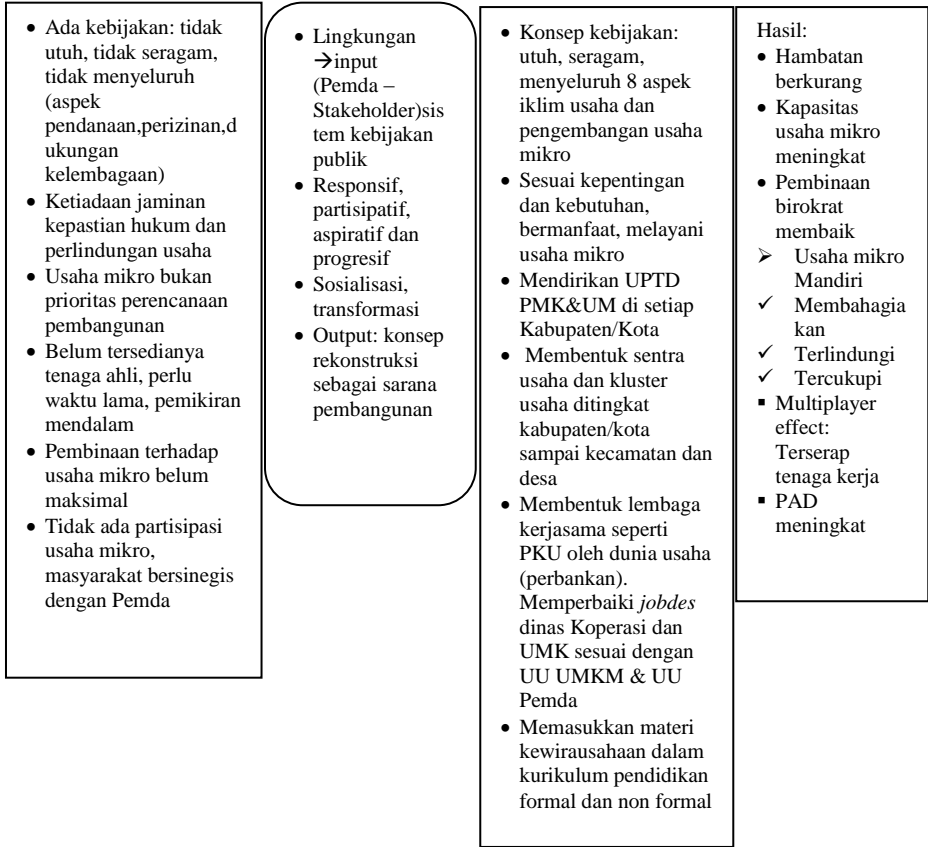 • Ada kebijakan: tidak
utuh, tidak seragam,
tidak menyeluruh
(aspek
pendanaan,perizinan,d
ukungan
kelembagaan)
• Ketiadaan jaminan
kepastian hukum dan
perlindungan usaha
• Usaha mikro bukan
prioritas perencanaan
pembangunan
• Belum tersedianya
tenaga ahli, perlu
waktu lama, pemikiran
mendalam
• Pembinaan terhadap
usaha mikro belum
maksimal
• Tidak ada partisipasi
usaha mikro,
masyarakat bersinegis
dengan Pemda
• Lingkungan
→input
(Pemda –
Stakeholder)sis
tem kebijakan
publik
• Responsif,
partisipatif,
aspiratif dan
progresif
• Sosialisasi,
transformasi
• Output: konsep
rekonstruksi
sebagai sarana
pembangunan
• Konsep kebijakan:
utuh, seragam,
menyeluruh 8 aspek
iklim usaha dan
pengembangan usaha
mikro
• Sesuai kepentingan
dan kebutuhan,
bermanfaat, melayani
usaha mikro
• Mendirikan UPTD
PMK&UM di setiap
Kabupaten/Kota
• Membentuk sentra
usaha dan kluster
usaha ditingkat
kabupaten/kota
sampai kecamatan dan
desa
• Membentuk lembaga
kerjasama seperti
PKU oleh dunia usaha
(perbankan).
Memperbaiki jobdes
dinas Koperasi dan
UMK sesuai dengan
UU UMKM & UU
Pemda
• Memasukkan materi
kewirausahaan dalam
kurikulum pendidikan
formal dan non formal
Hasil:
• Hambatan
berkurang
• Kapasitas
usaha mikro
meningkat
• Pembinaan
birokrat
membaik
➢ Usaha mikro
Mandiri
✓ Membahagia
kan
✓ Terlindungi
✓ Tercukupi
▪ Multiplayer
effect:
Terserap
tenaga kerja
▪ PAD
meningkat